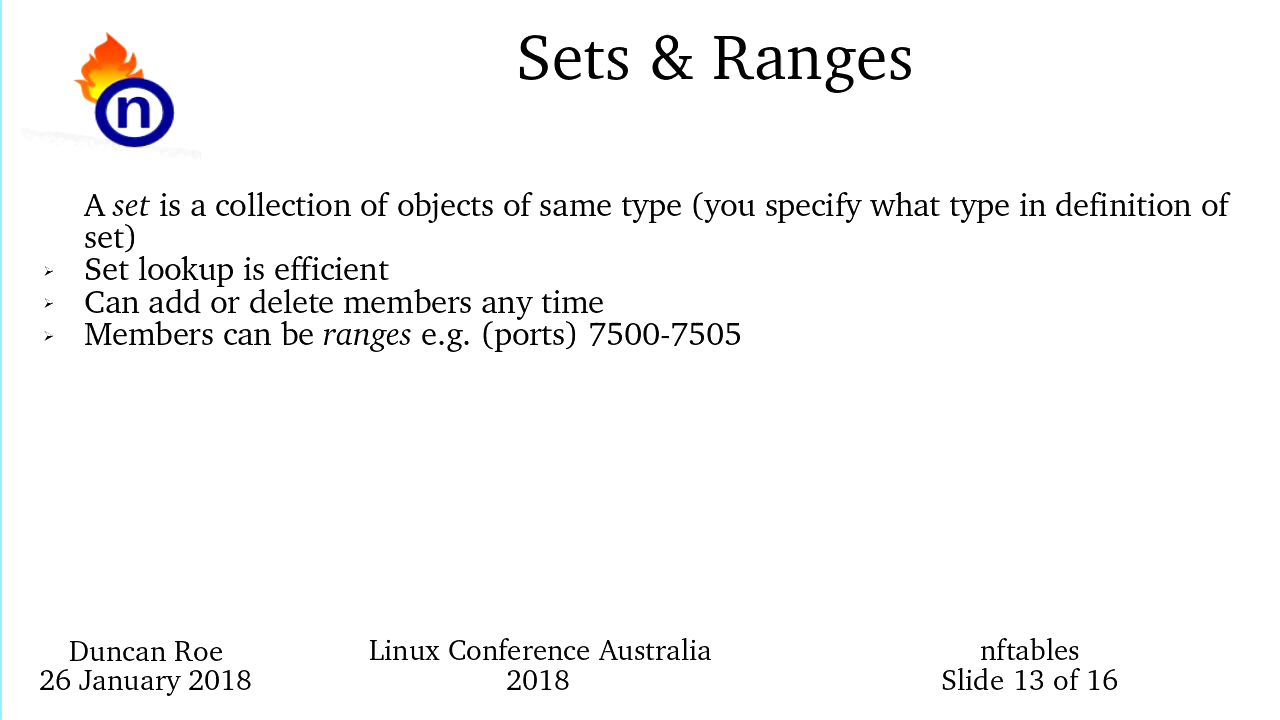 Sets & Ranges
n
A set is a collection of objects of same type (you specify what type in definition of
set)
➢ Set lookup is efficient
➢ Can add or delete members any time
➢ Members can be ranges e.g. (ports) 7500-7505
Duncan Roe
26 January 2018
Linux Conference Australia
2018
nftables
Slide 13 of 16